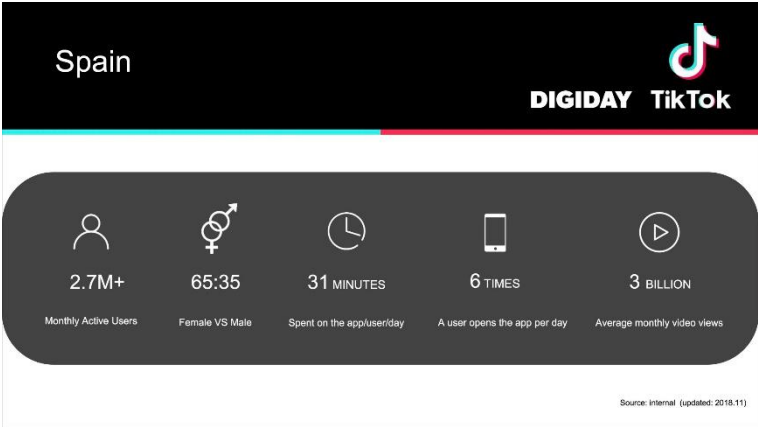 Spain
DIGIDAY TikTok
2.7M+
Monthly Active Users
65:35
Female VS Male
31 MINUTES
Spent on the app/user/day
6 TIMES
A user opens the app per day
3 BILLION
Average monthly video views
Source: internal (updated: 2018.11)